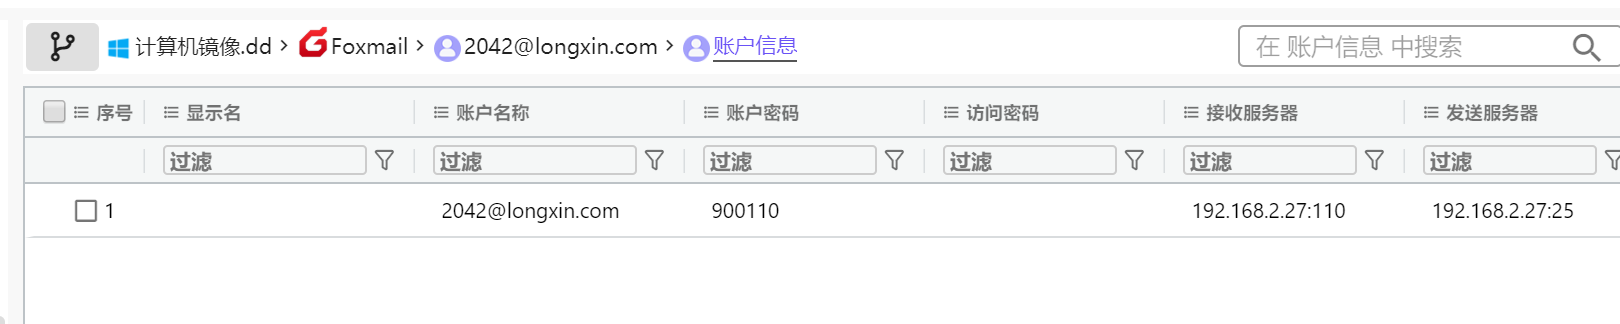 计算机镜像.dd > Foxmail > 2042@longxin.com > 账户信息
在 账户信息 中搜索
序号 显示名 账户名称 账户密码 访问密码 接收服务器 发送服务器
过滤 过滤 过滤 过滤 过滤 过滤
1 2042@longxin.com 900110 192.168.2.27:110 192.168.2.27:25